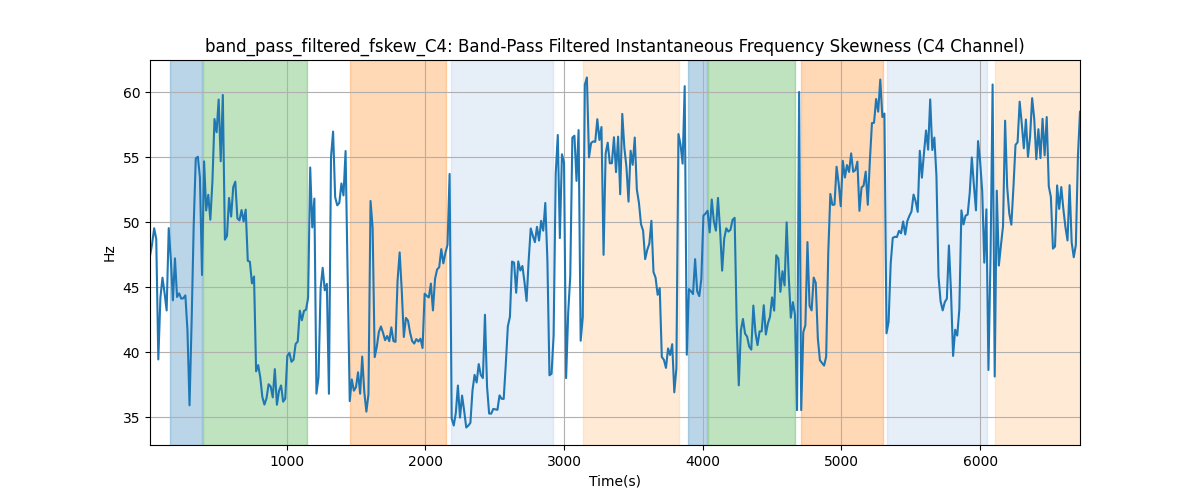 band_pass_filtered_fskew_C4: Band-Pass Filtered Instantaneous Frequency Skewness (C4 Channel)
60
55
50
45
40
35
Hz
1000 2000 3000 4000 5000 6000
Time(s)